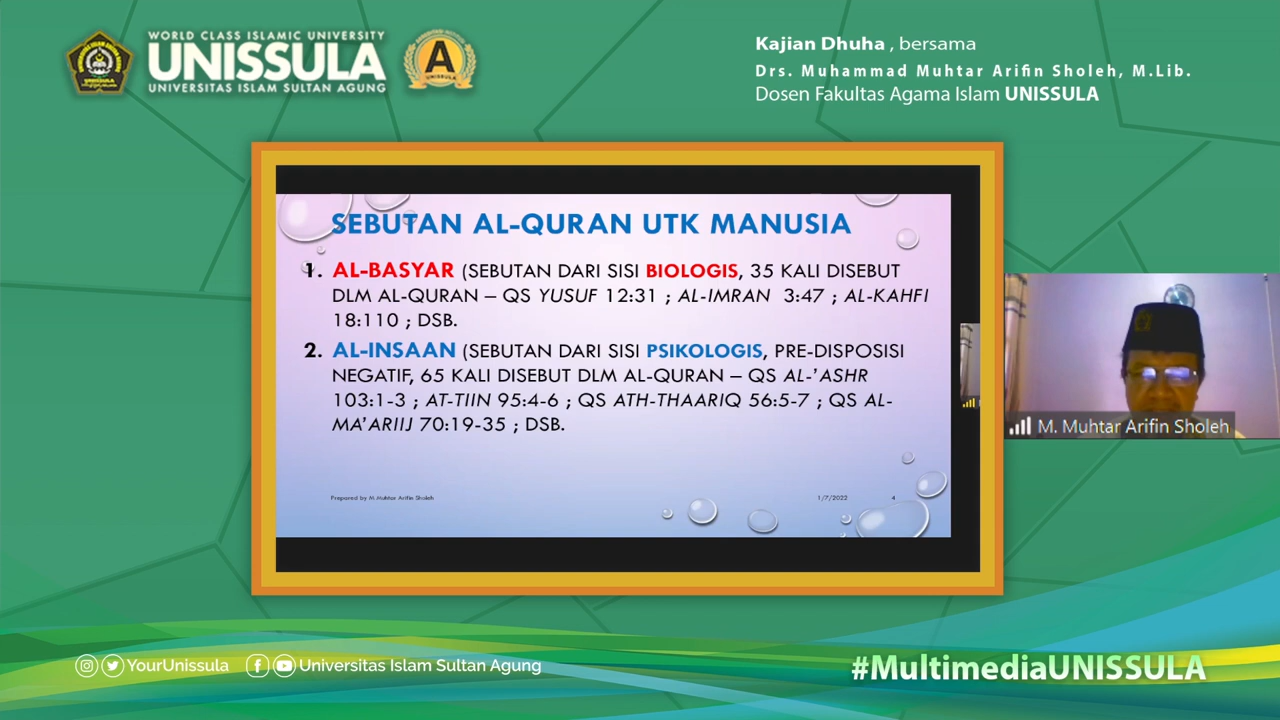 WORLD CLASS ISLAMIC UNIVERSITY
UNISSULA
UNIVERSITAS ISLAM SULTAN AGUNG
A
UNISSULA
Kajian Dhuha , bersama
Drs. Muhammad Muhtar Arifin Sholeh, M.Lib.
Dosen Fakultas Agama Islam UNISSULA
SEBUTAN AL-QURAN UTK MANUSIA
1. AL-BASYAR (SEBUTAN DARI SISI BIOLOGIS, 35 KALI DISEBUT
DLM AL-QURAN – QS YUSUF 12:31 ; AL-IMRAN 3:47 ; AL-KAHFI
18:110 ; DSB.
2. AL-INSAAN (SEBUTAN DARI SISI PSIKOLOGIS, PRE-DISPOSISI
NEGATIF, 65 KALI DISEBUT DLM AL-QURAN – QS AL-’ASHR
103:1-3 ; AT-TIIN 95:4-6 ; QS ATH-THAARIQ 56:5-7 ; QS AL-
MA’ARIIJ 70:19-35 ; DSB.
Prepared by M Muhtar Arifin Sholeh
1/7/2022
4
M. Muhtar Arifin Sholeh
YourUnissula
Universitas Islam Sultan Agung
#MultimediaUNISSULA